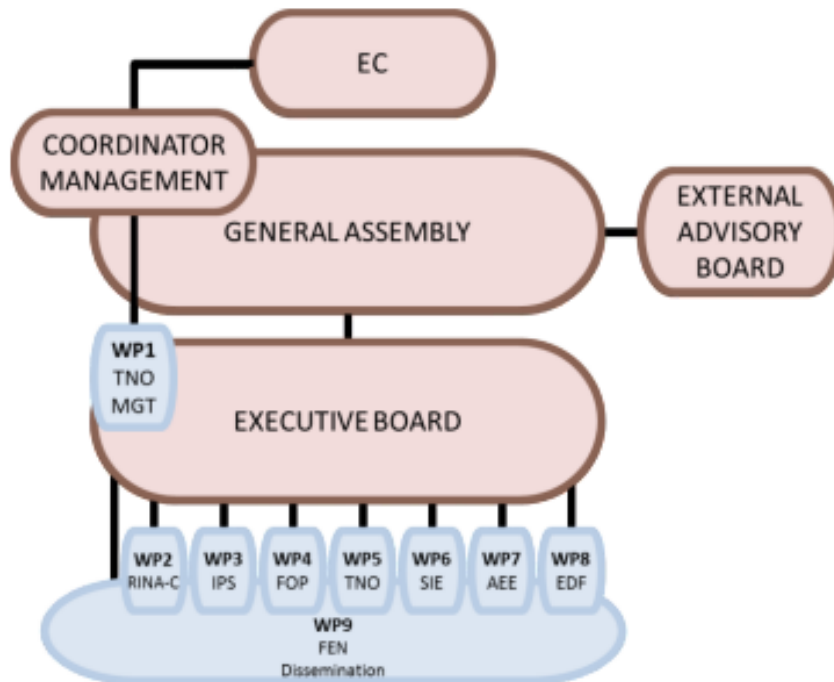 EC
COORDINATOR
MANAGEMENT
GENERAL ASSEMBLY
EXTERNAL
ADVISORY
BOARD
WP1
TNO
MGT
EXECUTIVE BOARD
WP2
RINA-C
WP3
IPS
WP4
FOP
WP5
TNO
WP6
SIE
WP7
AEE
WP8
EDF
WP9
FEN
Dissemination